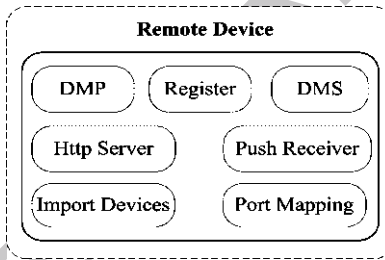 Remote Device
DMP Register DMS
Http Server Push Receiver
Import Devices Port Mapping